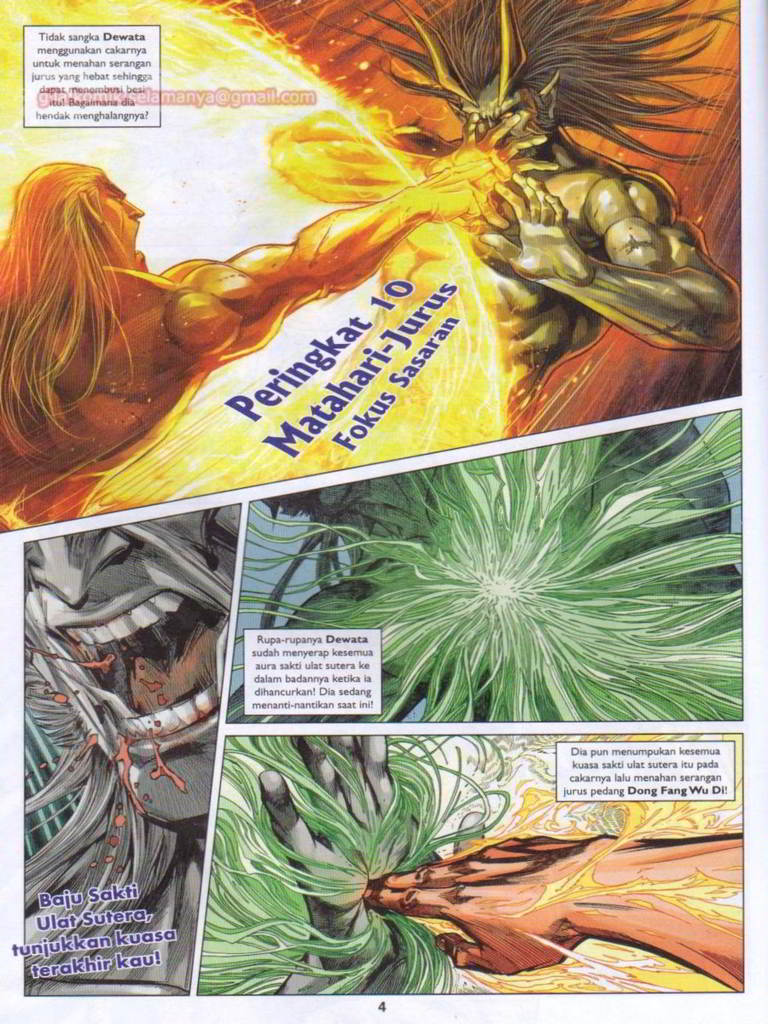 Tidak sangka Dewata
menggunakan cakarnya
untuk menahan serangan
jurus yang hebat sehingga
dapat menembusi besi
itu! Bagaimana dia
hendak menghalangnya?
Peringkat 10
Matahari-Jurus
Fokus Sasaran
Rupa-rupanya Dewata
sudah menyerap kesemua
aura sakti ulat sutera ke
dalam badannya ketika ia
dihancurkan! Dia sedang
menanti-nantikan saat ini!
Baju Sakti
Ulat Sutera,
tunjukkan kuasa
terakhir kau!
Dia pun menumpukan kesemua
kuasa sakti ulat sutera itu pada
cakarnya lalu menahan serangan
jurus pedang Dong Fang Wu Di!
4